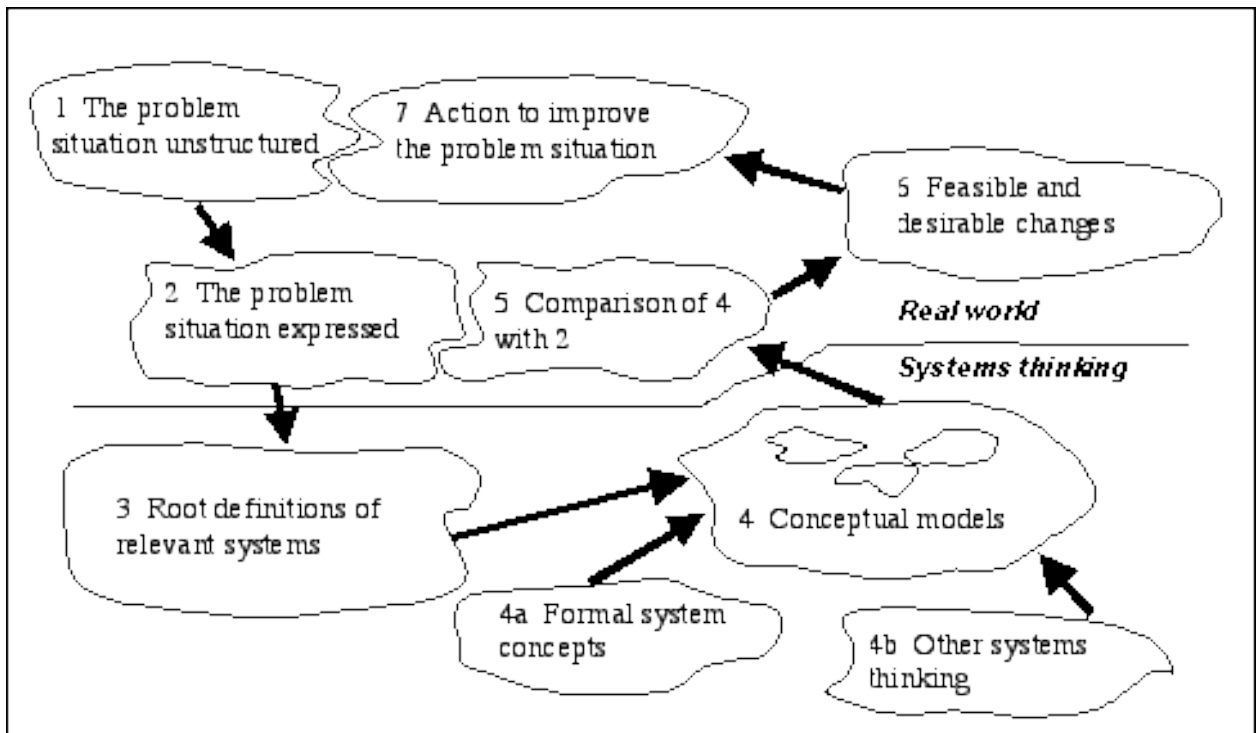 1 The problem
situation unstructured
7 Action to improve
the problem situation
6 Feasible and
desirable changes
2 The problem
situation expressed
5 Comparison of 4
with 2
Real world
Systems thinking
3 Root definitions of
relevant systems
4 Conceptual models
4a Formal system
concepts
4b Other systems
thinking